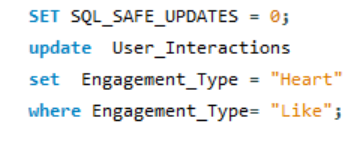 SET SQL_SAFE_UPDATES = 0;
update User_Interactions
set Engagement_Type = "Heart"
where Engagement_Type= "Like";